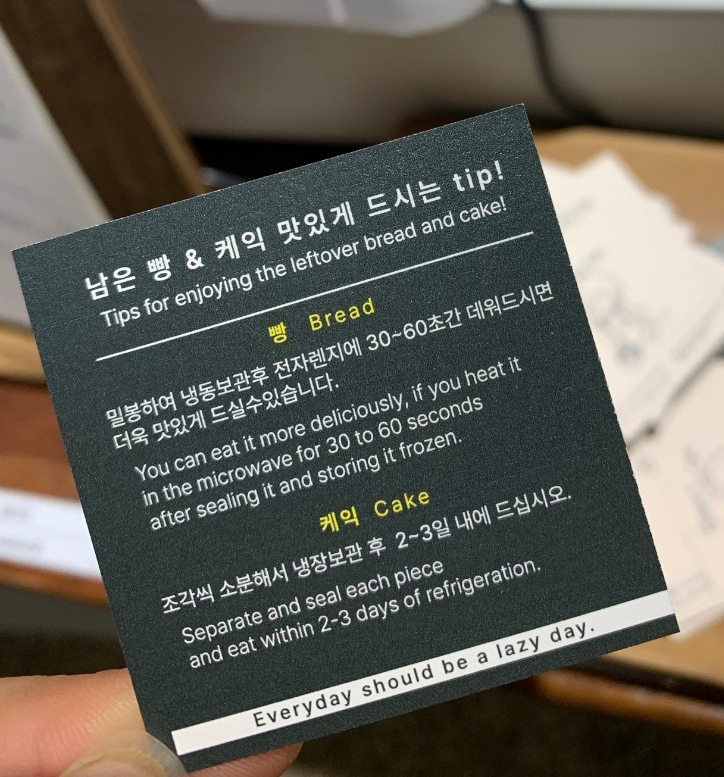 남은 빵 & 케익 맛있게 드시는 tip!
Tips for enjoying the leftover bread and cake!
빵 Bread
밀봉하여 냉동보관후 전자렌지에 30~60초간 데워드시면
더욱 맛있게 드실수있습니다.
You can eat it more deliciously, if you heat it
in the microwave for 30 to 60 seconds
after sealing it and storing it frozen.
케익 Cake
조각씩 소분해서 냉장보관 후 2~3일 내에 드십시오.
Separate and seal each piece
and eat within 2-3 days of refrigeration.
Everyday should be a lazy day.